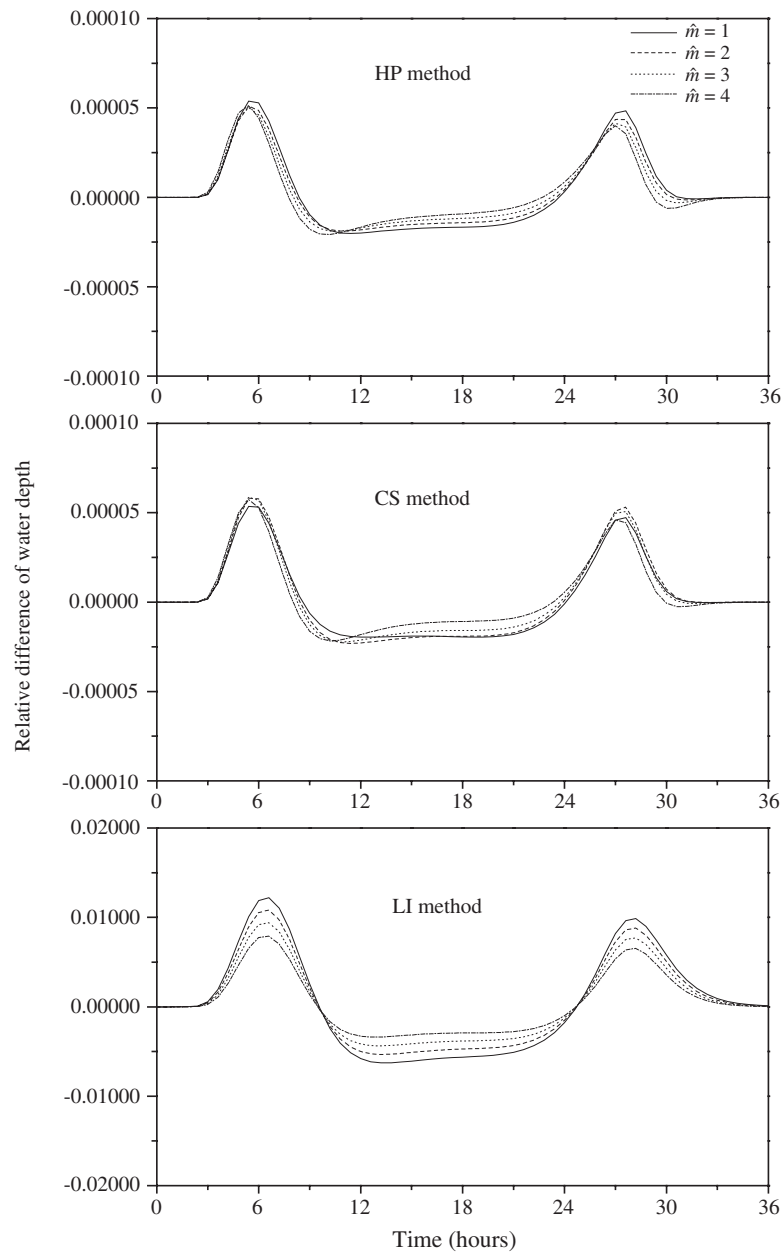 Relative difference of water depth
0.00010
0.00005
0.00000
-0.00005
-0.00010
HP method
m̂ = 1
m̂ = 2
m̂ = 3
m̂ = 4
0 6 12 18 24 30 36
0.00010
0.00005
0.00000
-0.00005
-0.00010
CS method
0 6 12 18 24 30 36
0.02000
0.01000
0.00000
-0.01000
-0.02000
LI method
0 6 12 18 24 30 36
Time (hours)